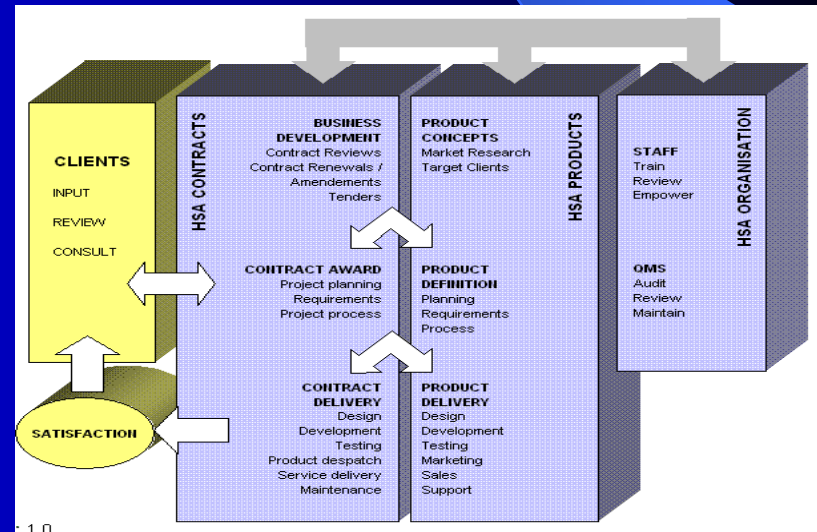 CLIENTS
INPUT
REVIEW
CONSULT
SATISFACTION
HSA CONTRACTS
BUSINESS
DEVELOPMENT
Contract Reviews
Contract Renewals /
Amendements
Tenders
CONTRACT AWARD
Project planning
Requirements
Project process
CONTRACT
DELIVERY
Design
Development
Testing
Product despatch
Service delivery
Maintenance
PRODUCT
CONCEPTS
Market Research
Target Clients
PRODUCT
DEFINITION
Planning
Requirements
Process
PRODUCT
DELIVERY
Design
Development
Testing
Marketing
Sales
Support
HSA PRODUCTS
STAFF
Train
Review
Empower
QMS
Audit
Review
Maintain
HSA ORGANISATION
: 1.0